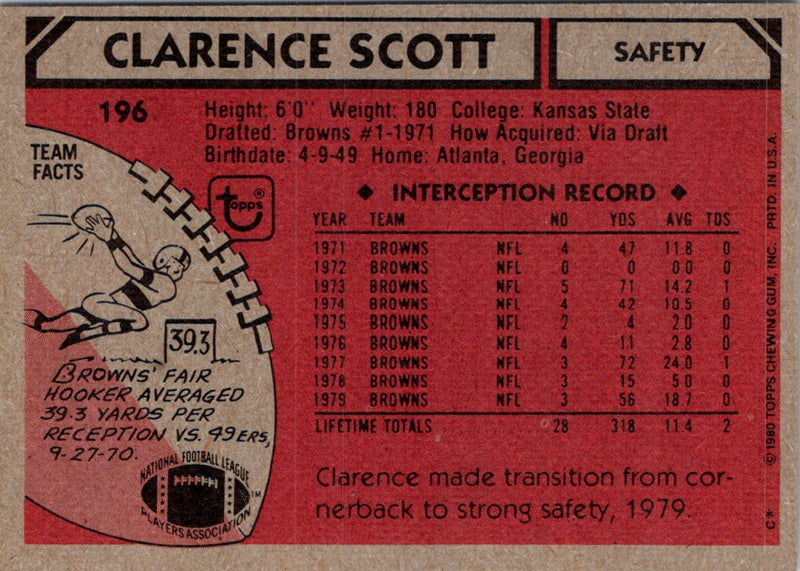 CLARENCE SCOTT
SAFETY
196
Height: 6'0" Weight: 180 College: Kansas State
Drafted: Browns #1-1971 How Acquired: Via Draft
Birthdate: 4-9-49 Home: Atlanta, Georgia
TEAM
FACTS
topps®
39.3
BROWNS' FAIR
HOOKER AVERAGED
39.3 YARDS PER
RECEPTION VS. 49ERS,
9-27-70.
NATIONAL FOOTBALL LEAGUE
PLAYERS ASSOCIATION™
◆ INTERCEPTION RECORD ◆
YEAR TEAM NO YDS AVG TDS
1971 BROWNS NFL 4 47 11.8 0
1972 BROWNS NFL 0 0 0.0 0
1973 BROWNS NFL 5 71 14.2 1
1974 BROWNS NFL 4 42 10.5 0
1975 BROWNS NFL 2 4 2.0 0
1976 BROWNS NFL 4 11 2.8 0
1977 BROWNS NFL 3 72 24.0 1
1978 BROWNS NFL 3 15 5.0 0
1979 BROWNS NFL 3 56 18.7 0
LIFETIME TOTALS 28 318 11.4 2
Clarence made transition from cor-
nerback to strong safety, 1979.
©1980 TOPPS CHEWING GUM, INC. PRTD. IN U.S.A.
C*